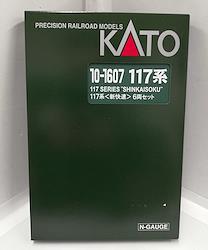 PRECISION RAILROAD MODELS
KATO
10-1607 117系
117 SERIES "SHINKAISOKU"
117系<新快速> 6両セット
N-GAUGE